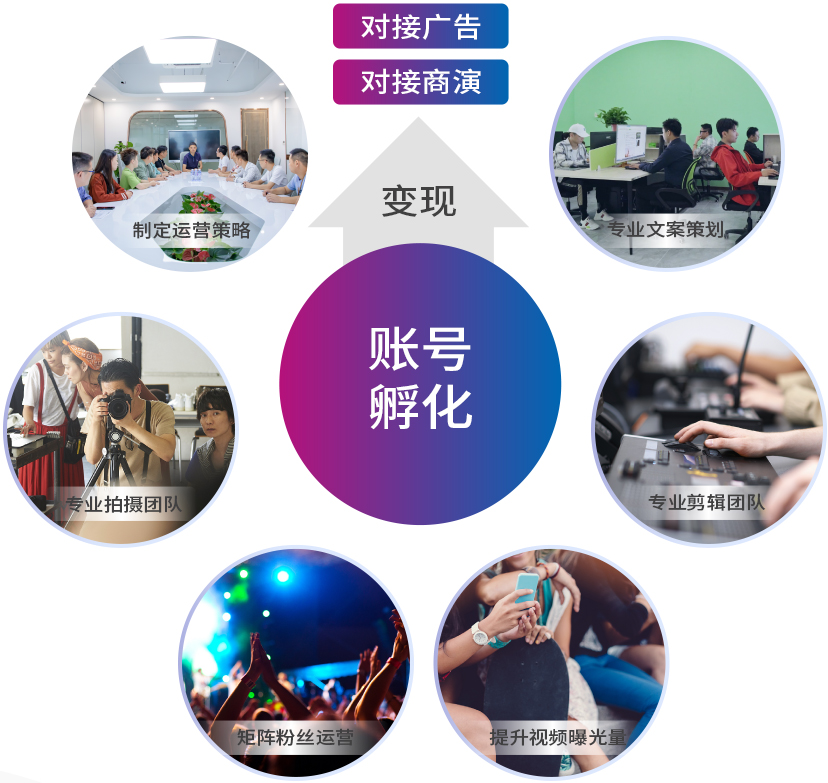 对接广告
对接商演
变现
制定运营策略
专业文案策划
账号
孵化
专业拍摄团队
专业剪辑团队
矩阵粉丝运营
提升视频曝光量